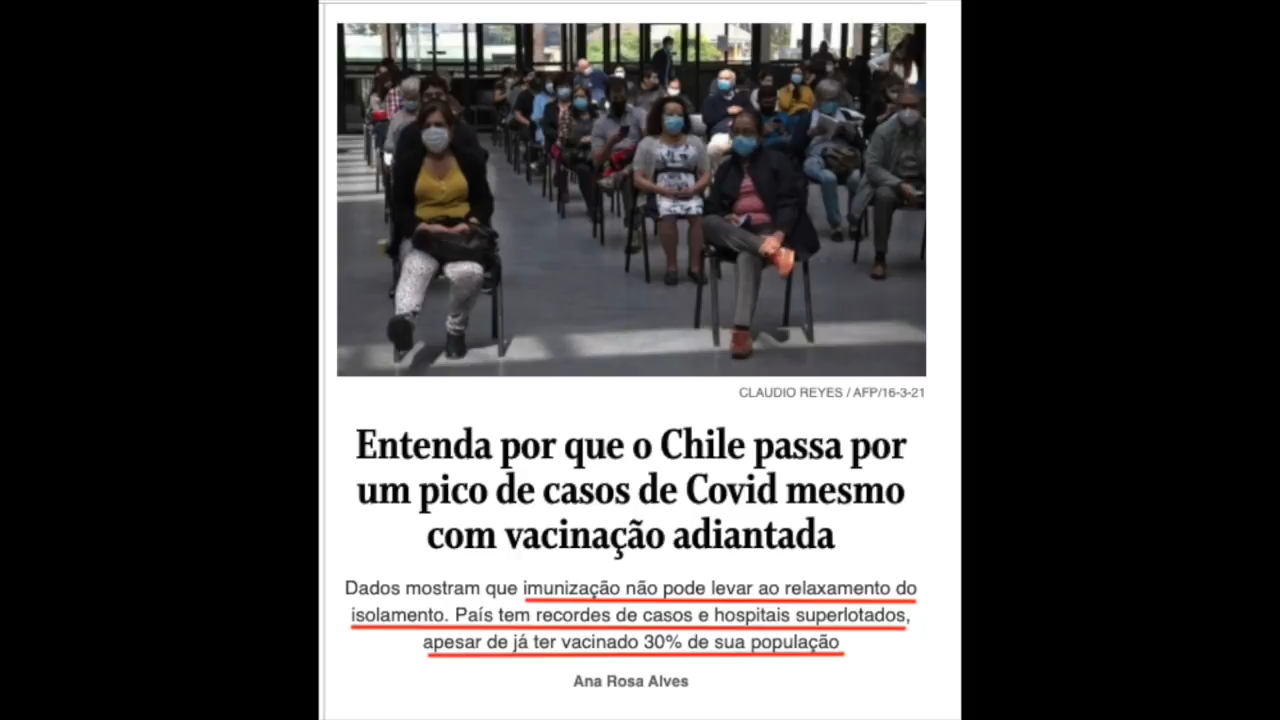 CLAUDIO REYES / AFP/16-3-21
Entenda por que o Chile passa por
um pico de casos de Covid mesmo
com vacinação adiantada
Dados mostram que imunização não pode levar ao relaxamento do
isolamento. País tem recordes de casos e hospitais superlotados,
apesar de já ter vacinado 30% de sua população
Ana Rosa Alves